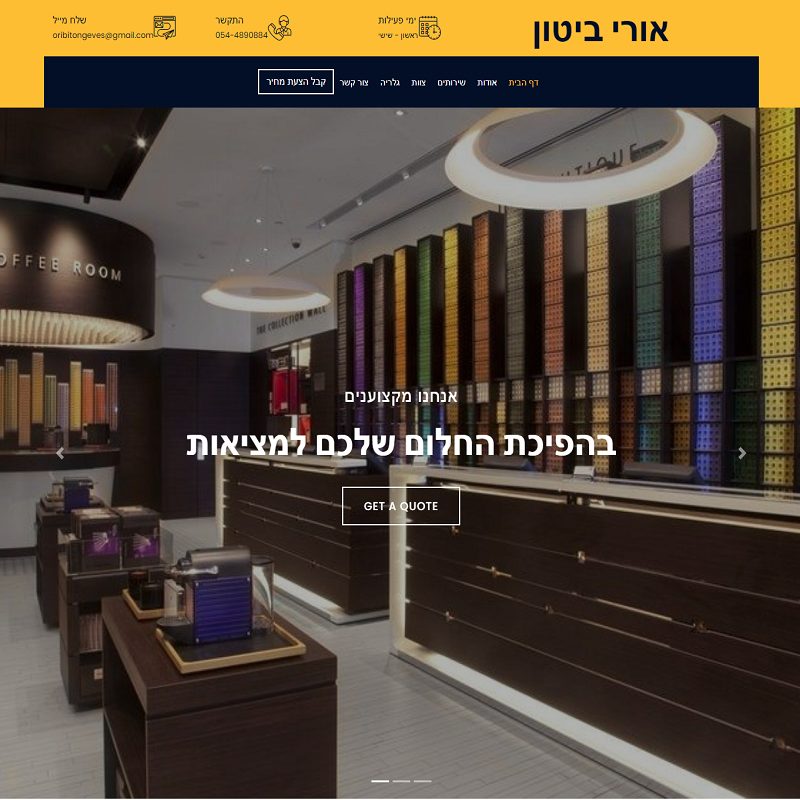 אורי ביטון
ימי פעילות
ראשון - שישי
התקשר
054-4890884
שלח מייל
oribitongeves@gmail.com
דף הבית
אודות
שירותים
צוות
גלריה
צור קשר
קבל הצעת מחיר
OFFEE ROOM
THE COLLECTION WALL
אנחנו מקצוענים
בהפיכת החלום שלכם למציאות
GET A QUOTE